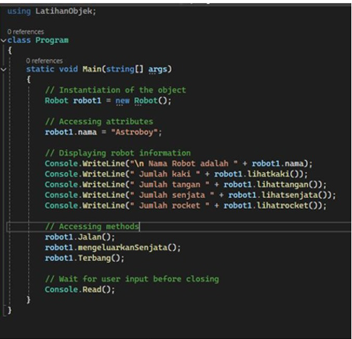 using LatihanObjek;
0 references
class Program
{
0 references
static void Main(string[] args)
{
// Instantiation of the object
Robot robot1 = new Robot();
// Accessing attributes
robot1.nama = "Astroboy";
// Displaying robot information
Console.WriteLine("\n Nama Robot adalah " + robot1.nama);
Console.WriteLine(" Jumlah kaki " + robot1.lihatkaki());
Console.WriteLine(" Jumlah tangan " + robot1.lihattangan());
Console.WriteLine(" Jumlah senjata " + robot1.lihatsenjata());
Console.WriteLine(" Jumlah rocket " + robot1.lihatrocket());
// Accessing methods
robot1.Jalan();
robot1.mengeluarkanSenjata();
robot1.Terbang();
// Wait for user input before closing
Console.Read();
}
}